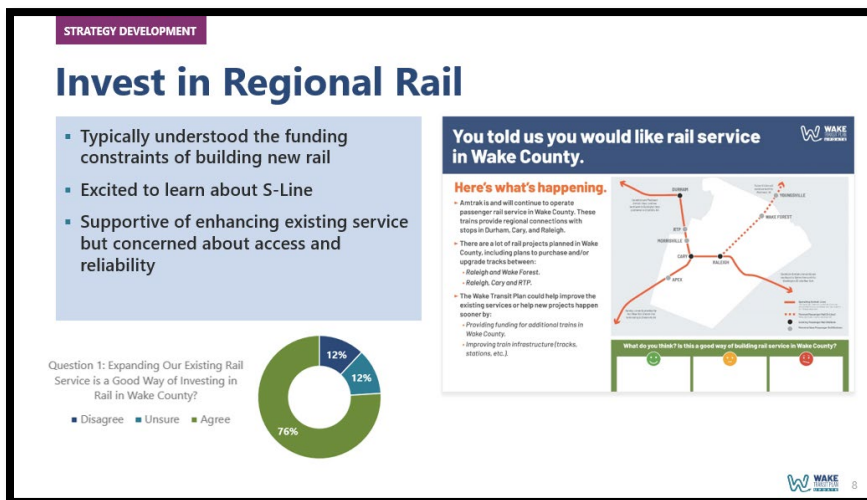 STRATEGY DEVELOPMENT
Invest in Regional Rail
▪ Typically understood the funding
constraints of building new rail
▪ Excited to learn about S-Line
▪ Supportive of enhancing existing service
but concerned about access and
reliability
Question 1: Expanding Our Existing Rail
Service is a Good Way of Investing in
Rail in Wake County?
▪ Disagree ▪ Unsure ▪ Agree
12%
12%
76%
You told us you would like rail service
in Wake County.
WAKE
Here's what's happening.
Amtrak is and will continue to operate
passenger rail service in Wake County. These
trains provide regional connections with
stops in Durham, Cary, and Raleigh.
There are a lot of rail projects planned in Wake
County, including plans to purchase and/or
upgrade tracks between:
• Raleigh and Wake Forest.
• Raleigh, Cary and RTP.
The Wake Transit Plan could help improve the
existing services or help new projects happen
sooner by:
• Providing funding for additional trains in
Wake County.
• Improving train infrastructure (tracks,
stations, etc.).
DURHAM
YOUNGSVILLE
WAKE FOREST
RTP
MORRISVILLE
CARY
RALEIGH
APEX
What do you think? Is this a good way of building rail service in Wake County?
WAKE
TRANSIT PLAN
UPDATE
8